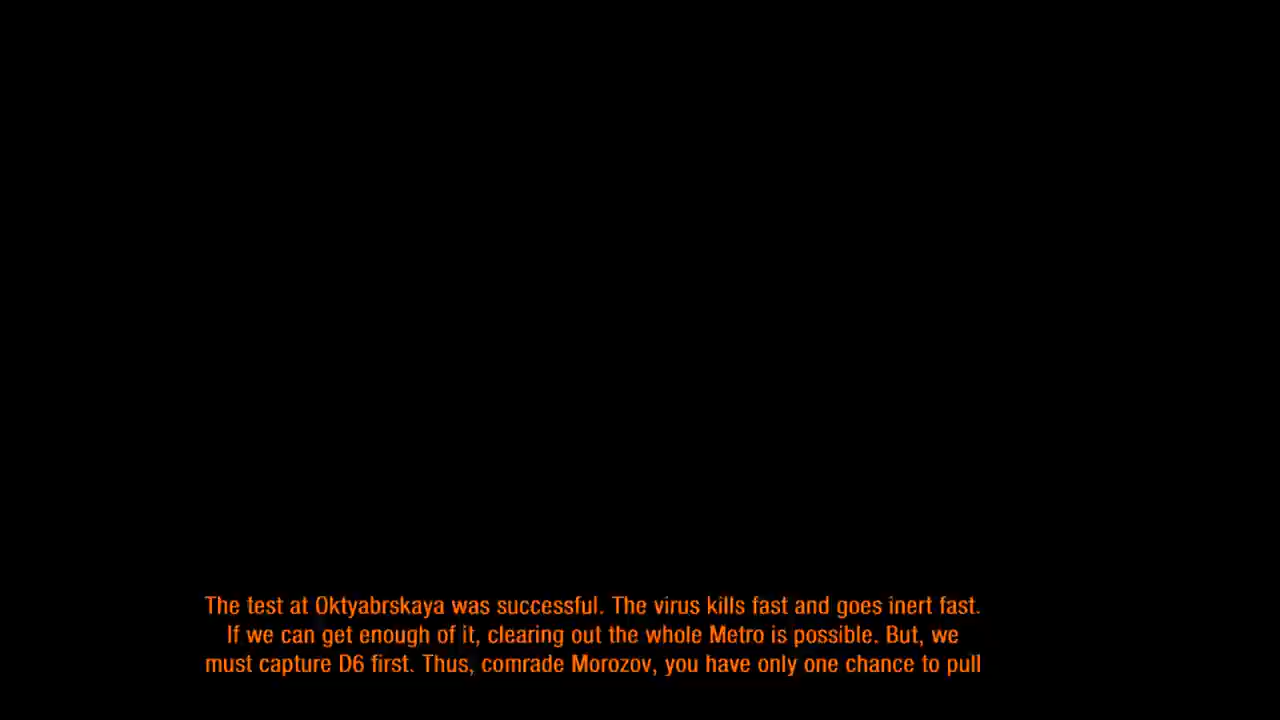 The test at Oktyabrskaya was successful. The virus kills fast and goes inert fast.
If we can get enough of it, clearing out the whole Metro is possible. But, we
must capture D6 first. Thus, comrade Morozov, you have only one chance to pull